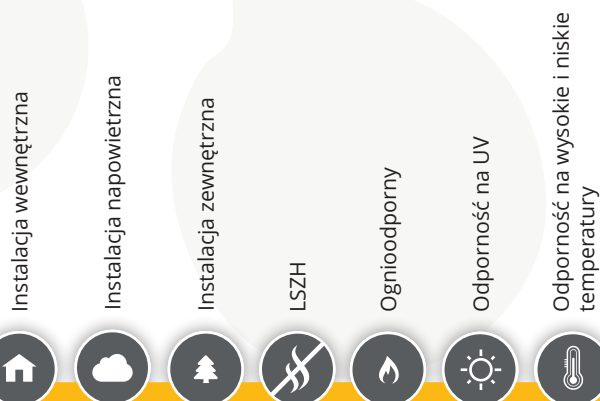 Instalacja wewnętrzna
Instalacja napowietrzna
Instalacja zewnętrzna
LSZH
Ognioodporny
Odporność na UV
Odporność na wysokie i niskie
temperatury